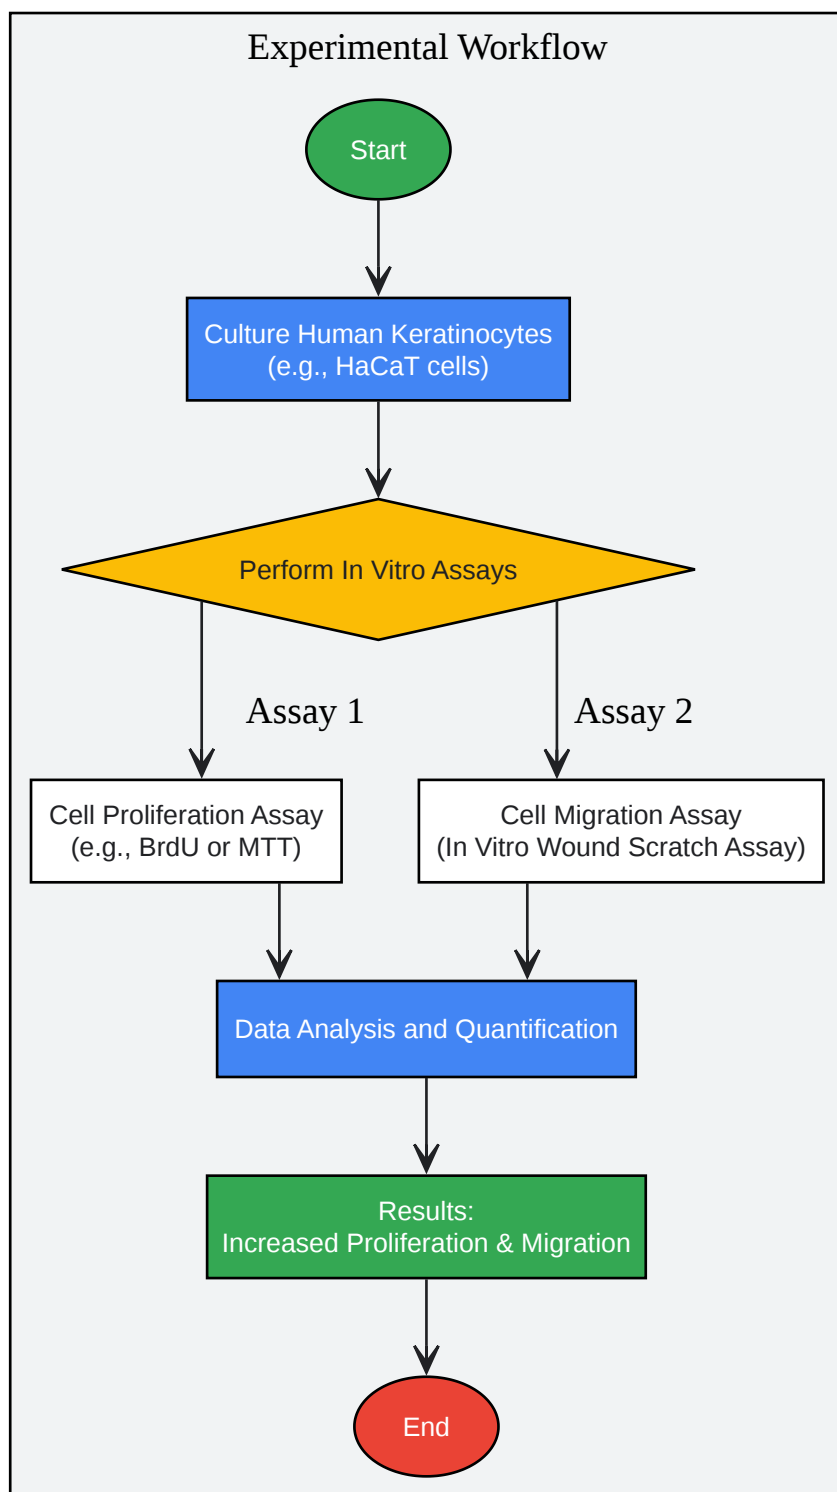 Experimental Workflow
Start
Culture Human Keratinocytes
(e.g., HaCaT cells)
Perform In Vitro Assays
Assay 1
Assay 2
Cell Proliferation Assay
(e.g., BrdU or MTT)
Cell Migration Assay
(In Vitro Wound Scratch Assay)
Data Analysis and Quantification
Results:
Increased Proliferation & Migration
End